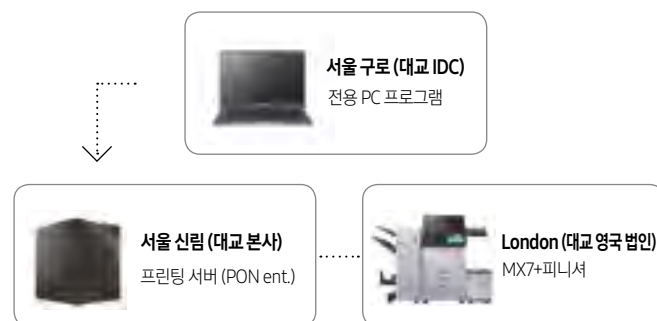 서울 구로 (대교 IDC)
전용 PC 프로그램
서울 신림 (대교 본사)
프린팅 서버 (PON ent.)
London (대교 영국 법인)
MX7+피니셔